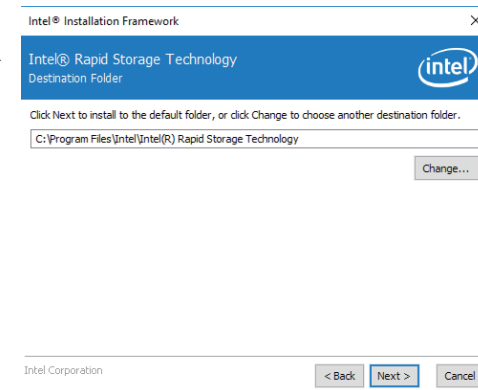 Intel® Installation Framework
Intel® Rapid Storage Technology
Destination Folder
intel
Click Next to install to the default folder, or click Change to choose another destination folder.
C:\Program Files\Intel\Intel(R) Rapid Storage Technology
Change...
Intel Corporation
< Back Next > Cancel